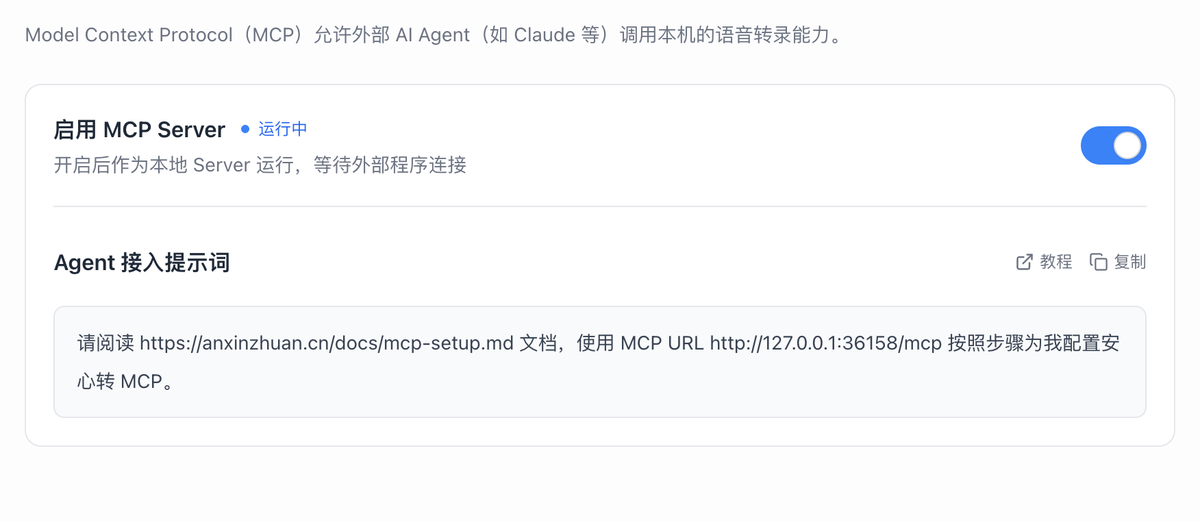 Model Context Protocol（MCP）允许外部 AI Agent（如 Claude 等）调用本机的语音转录能力。
启用 MCP Server
运行中
开启后作为本地 Server 运行，等待外部程序连接
Agent 接入提示词
教程
复制
请阅读 https://anxinzhuan.cn/docs/mcp-setup.md 文档，使用 MCP URL http://127.0.0.1:36158/mcp 按照步骤为我配置安
心转 MCP。